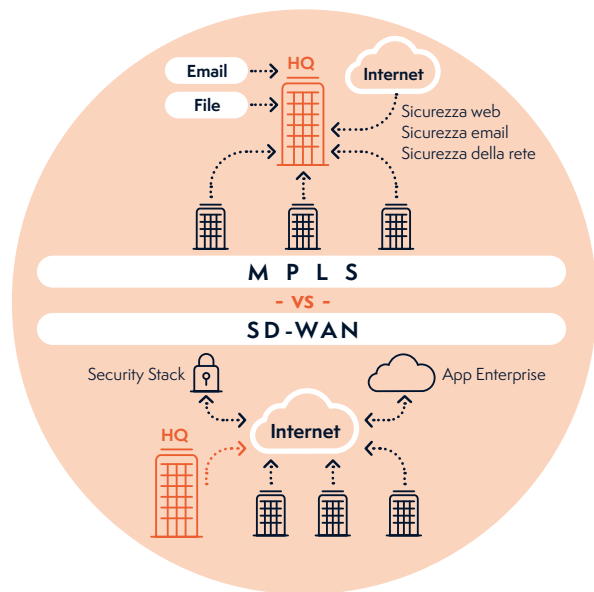 Email
HQ
Internet
File
Sicurezza web
Sicurezza email
Sicurezza della rete
MPLS
- vs -
SD-WAN
Security Stack
App Enterprise
Internet
HQ